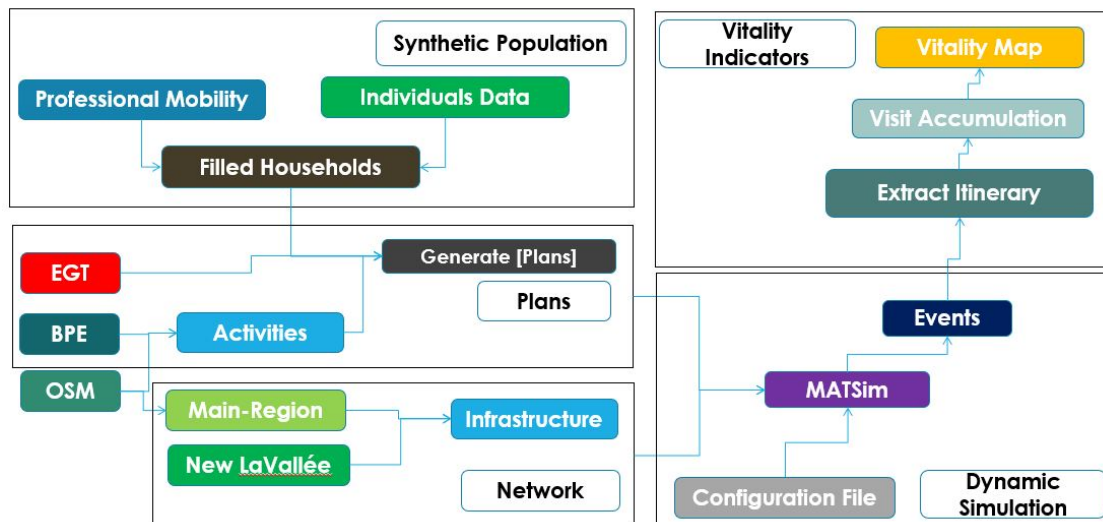 Synthetic Population
Professional Mobility
Individuals Data
Filled Households
Vitality
Indicators
Vitality Map
Visit Accumulation
Extract Itinerary
EGT
Generate [Plans]
Plans
BPE
Activities
OSM
Main-Region
Infrastructure
New LaVallée
Network
Events
MATSim
Configuration File
Dynamic
Simulation